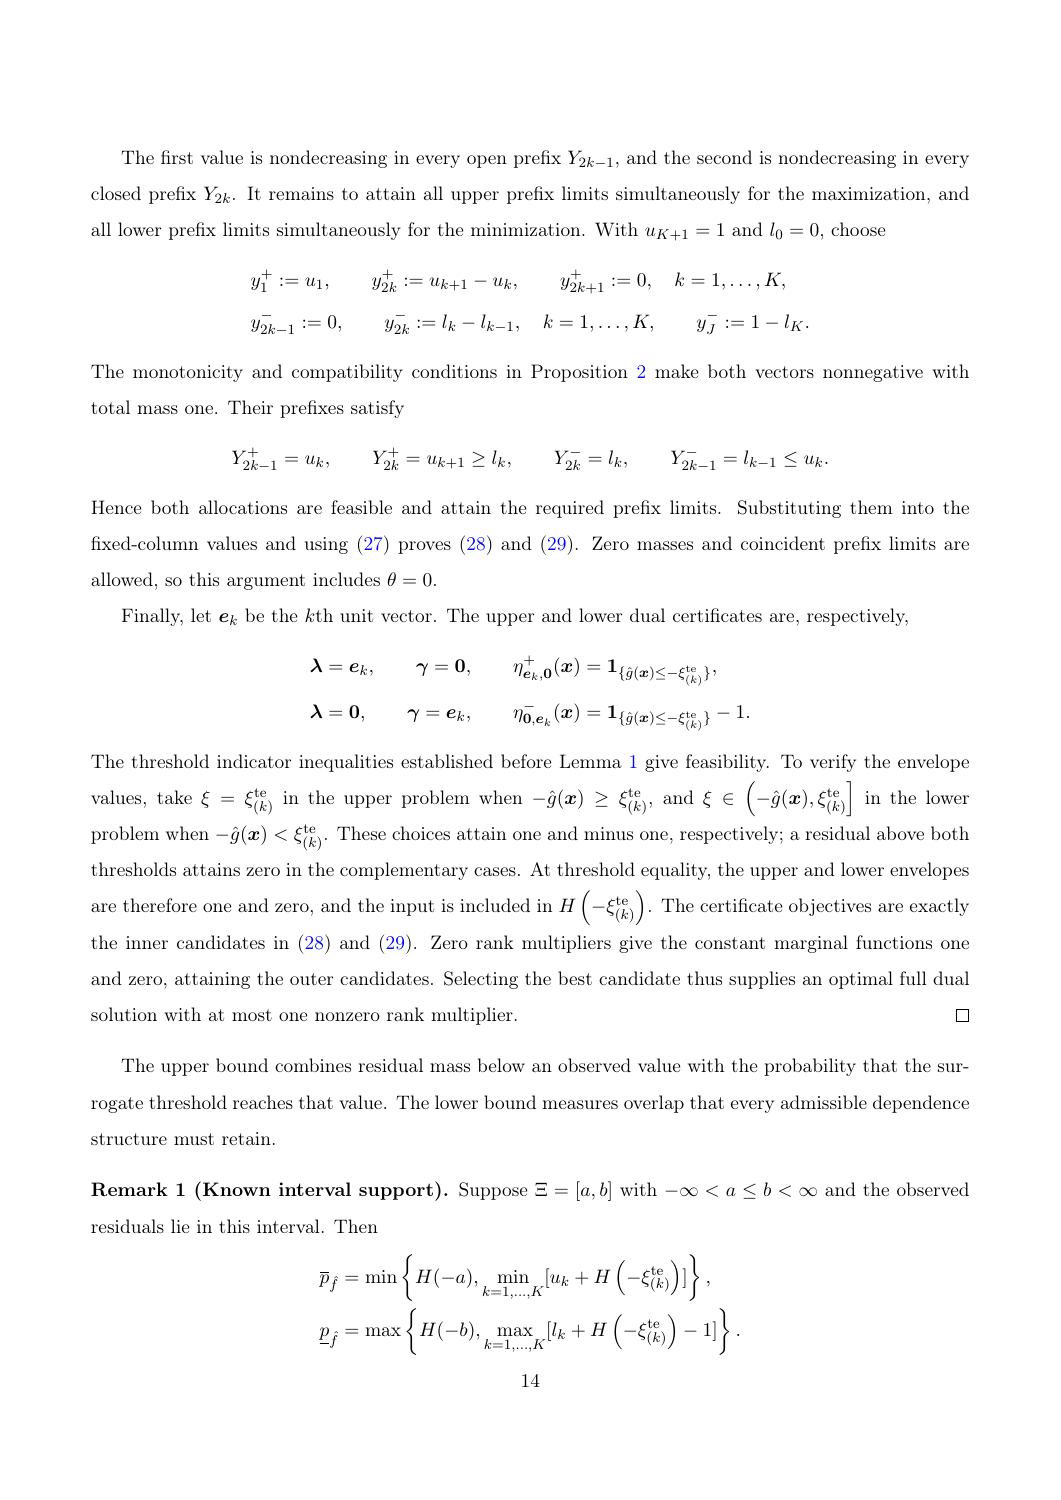 The first value is nondecreasing in every open prefix Y_{2k−1}, and the second is nondecreasing in every
closed prefix Y_{2k}. It remains to attain all upper prefix limits simultaneously for the maximization, and
all lower prefix limits simultaneously for the minimization. With u_{K+1} = 1 and l_0 = 0, choose
y_1^+ := u_1, y_{2k}^+ := u_{k+1} − u_k, y_{2k+1}^+ := 0, k = 1, . . . , K,
y_{2k−1}^− := 0, y_{2k}^− := l_k − l_{k−1}, k = 1, . . . , K, y_J^− := 1 − l_K.
The monotonicity and compatibility conditions in Proposition 2 make both vectors nonnegative with
total mass one. Their prefixes satisfy
Y_{2k−1}^+ = u_k, Y_{2k}^+ = u_{k+1} ≥ l_k, Y_{2k}^− = l_k, Y_{2k−1}^− = l_{k−1} ≤ u_k.
Hence both allocations are feasible and attain the required prefix limits. Substituting them into the
fixed-column values and using (27) proves (28) and (29). Zero masses and coincident prefix limits are
allowed, so this argument includes θ = 0.
Finally, let e_k be the kth unit vector. The upper and lower dual certificates are, respectively,
λ = e_k, γ = 0, η^+_{e_k,0}(x) = 1_{\{ĝ(x)≤−ξ^{te}_{(k)}\}},
λ = 0, γ = e_k, η^−_{0,e_k}(x) = 1_{\{ĝ(x)≤−ξ^{te}_{(k)}\}} − 1.
The threshold indicator inequalities established before Lemma 1 give feasibility. To verify the envelope
values, take ξ = ξ^{te}_{(k)} in the upper problem when −ĝ(x) ≥ ξ^{te}_{(k)}, and ξ ∈ (−ĝ(x), ξ^{te}_{(k)}] in the lower
problem when −ĝ(x) < ξ^{te}_{(k)}. These choices attain one and minus one, respectively; a residual above both
thresholds attains zero in the complementary cases. At threshold equality, the upper and lower envelopes
are therefore one and zero, and the input is included in H(−ξ^{te}_{(k)}). The certificate objectives are exactly
the inner candidates in (28) and (29). Zero rank multipliers give the constant marginal functions one
and zero, attaining the outer candidates. Selecting the best candidate thus supplies an optimal full dual
solution with at most one nonzero rank multiplier. □
The upper bound combines residual mass below an observed value with the probability that the sur-
rogate threshold reaches that value. The lower bound measures overlap that every admissible dependence
structure must retain.
Remark 1 (Known interval support). Suppose Ξ = [a, b] with −∞ < a ≤ b < ∞ and the observed
residuals lie in this interval. Then
\overline{p}_{f̂} = min { H(−a), min_{k=1,...,K} [u_k + H(−ξ^{te}_{(k)})] },
\underline{p}_{f̂} = max { H(−b), max_{k=1,...,K} [l_k + H(−ξ^{te}_{(k)}) − 1] }.
14